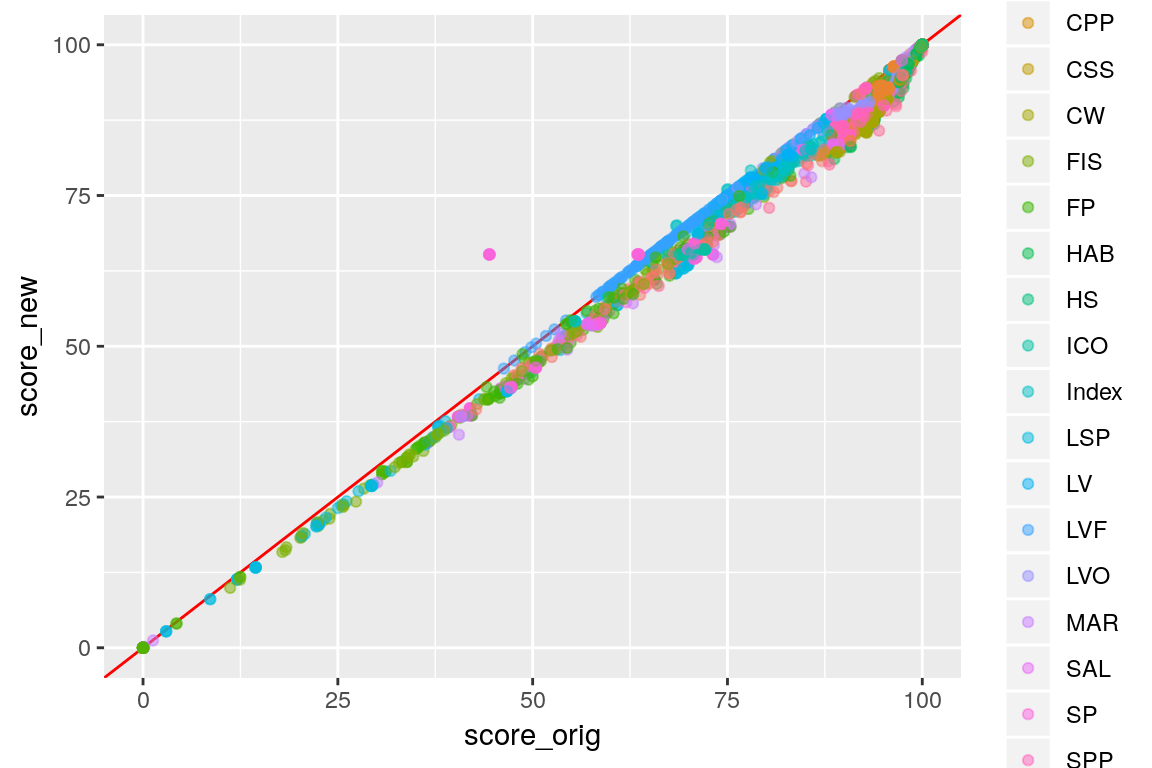 100
75
50
25
0
score_new
0 25 50 75 100
score_orig
CPP
CSS
CW
FIS
FP
HAB
HS
ICO
Index
LSP
LV
LVF
LVO
MAR
SAL
SP
SPP